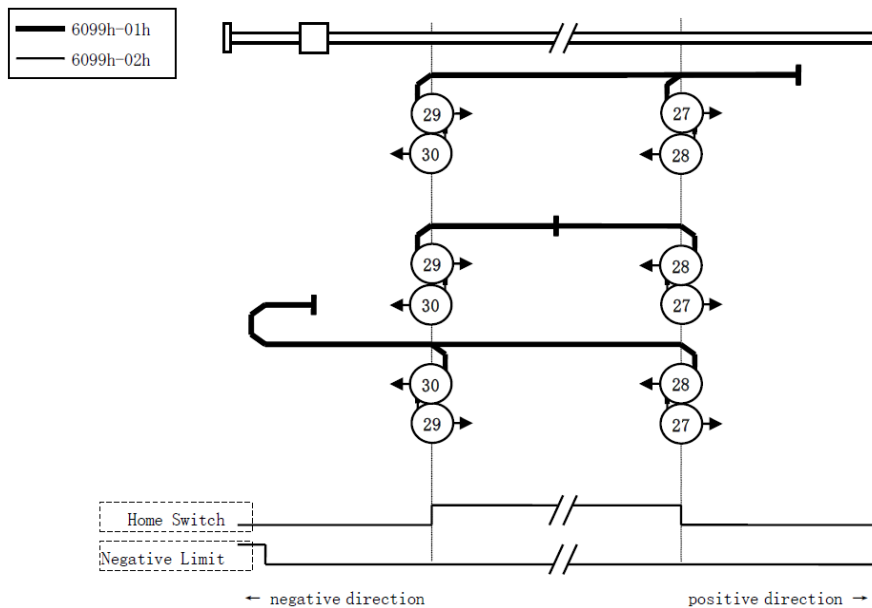 6099h-01h
6099h-02h
29 27
30 28
29 28
30 27
30 28
29 27
Home Switch
Negative Limit
← negative direction positive direction →